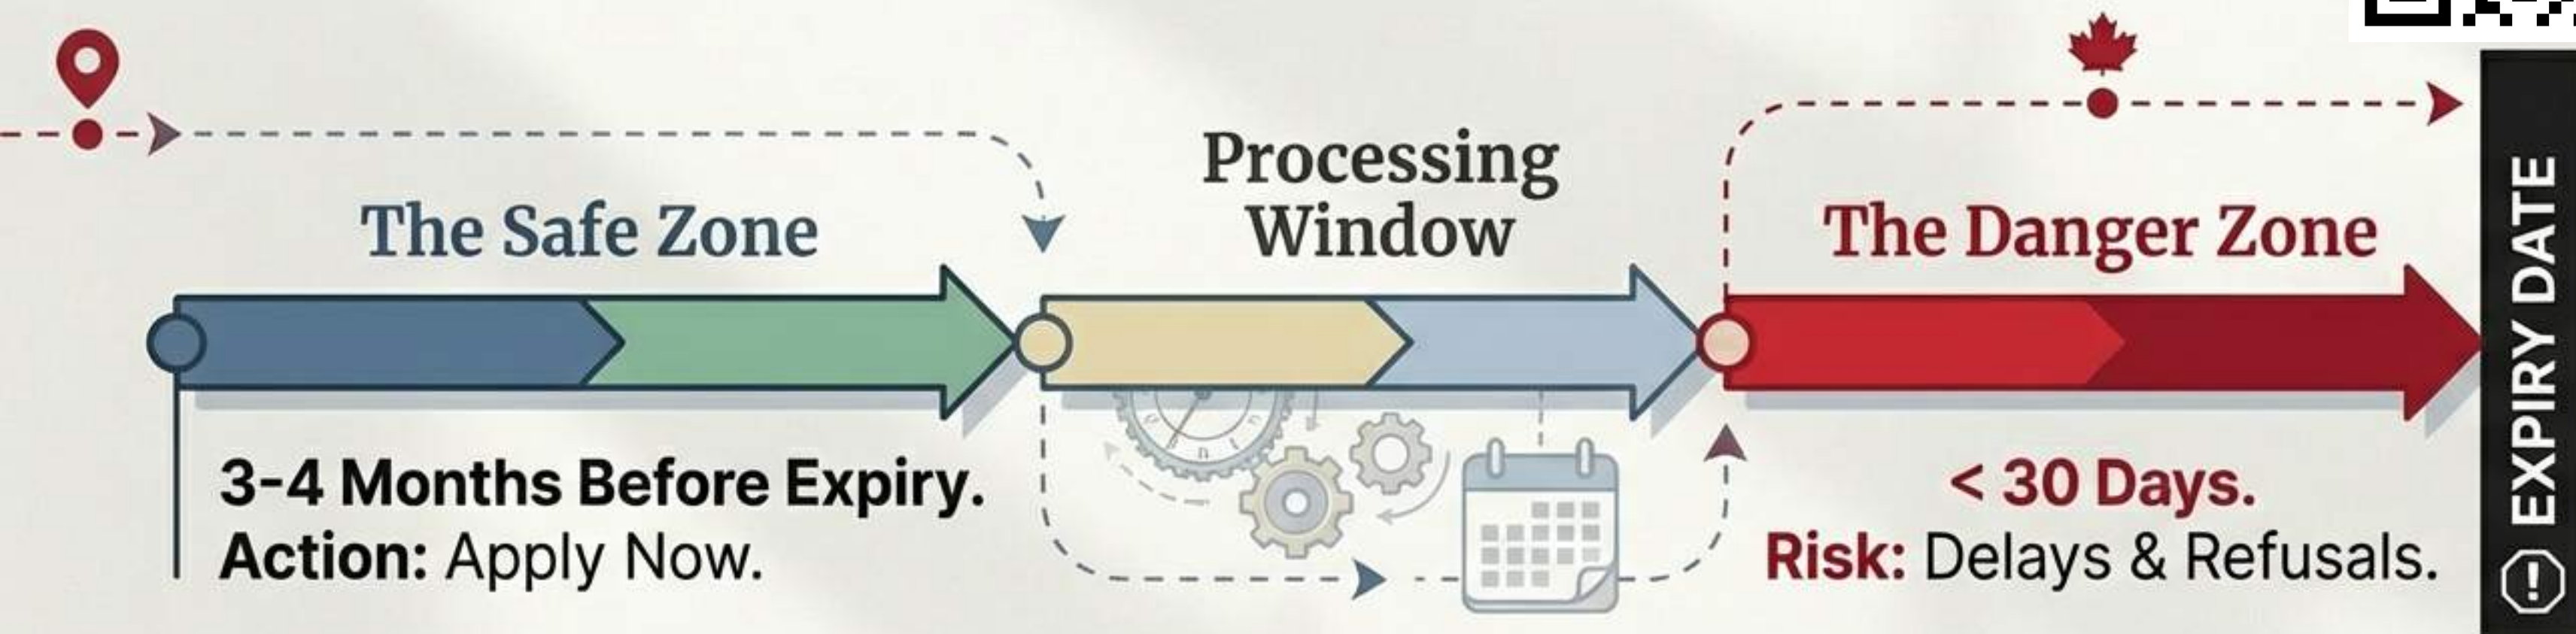 The Safe Zone
3-4 Months Before Expiry.
Action: Apply Now.
Processing
Window
The Danger Zone
< 30 Days.
Risk: Delays & Refusals.
EXPIRY DATE